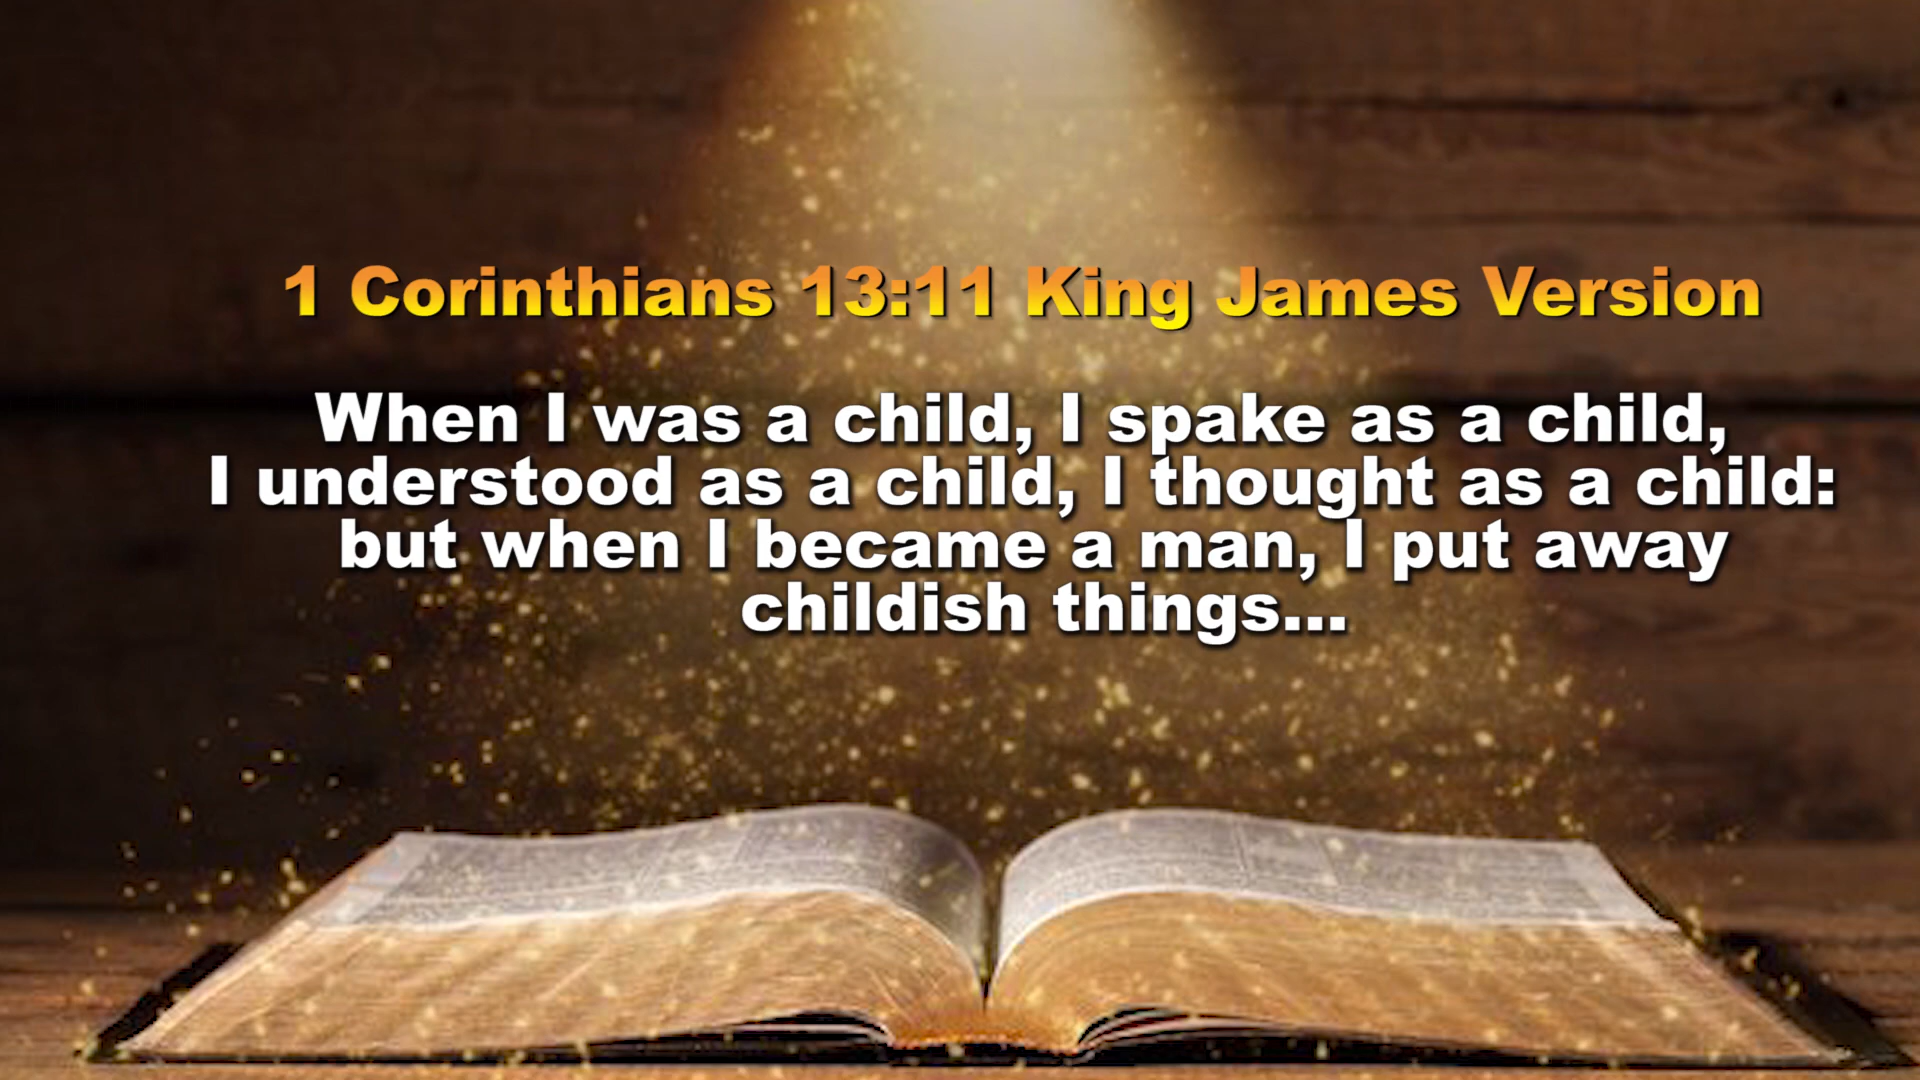 1 Corinthians 13:11 King James Version
When I was a child, I spake as a child,
I understood as a child, I thought as a child:
but when I became a man, I put away
childish things...